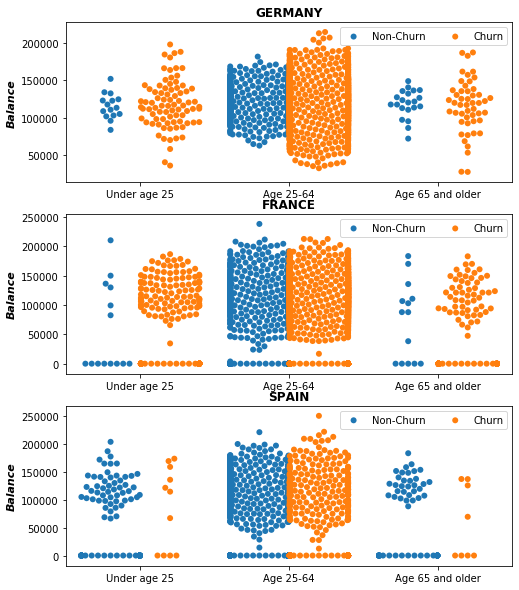 GERMANY
Non-Churn Churn
200000
150000
100000
50000
Balance
Under age 25 Age 25-64 Age 65 and older
FRANCE
Non-Churn Churn
250000
200000
150000
100000
50000
0
Balance
Under age 25 Age 25-64 Age 65 and older
SPAIN
Non-Churn Churn
250000
200000
150000
100000
50000
0
Balance
Under age 25 Age 25-64 Age 65 and older